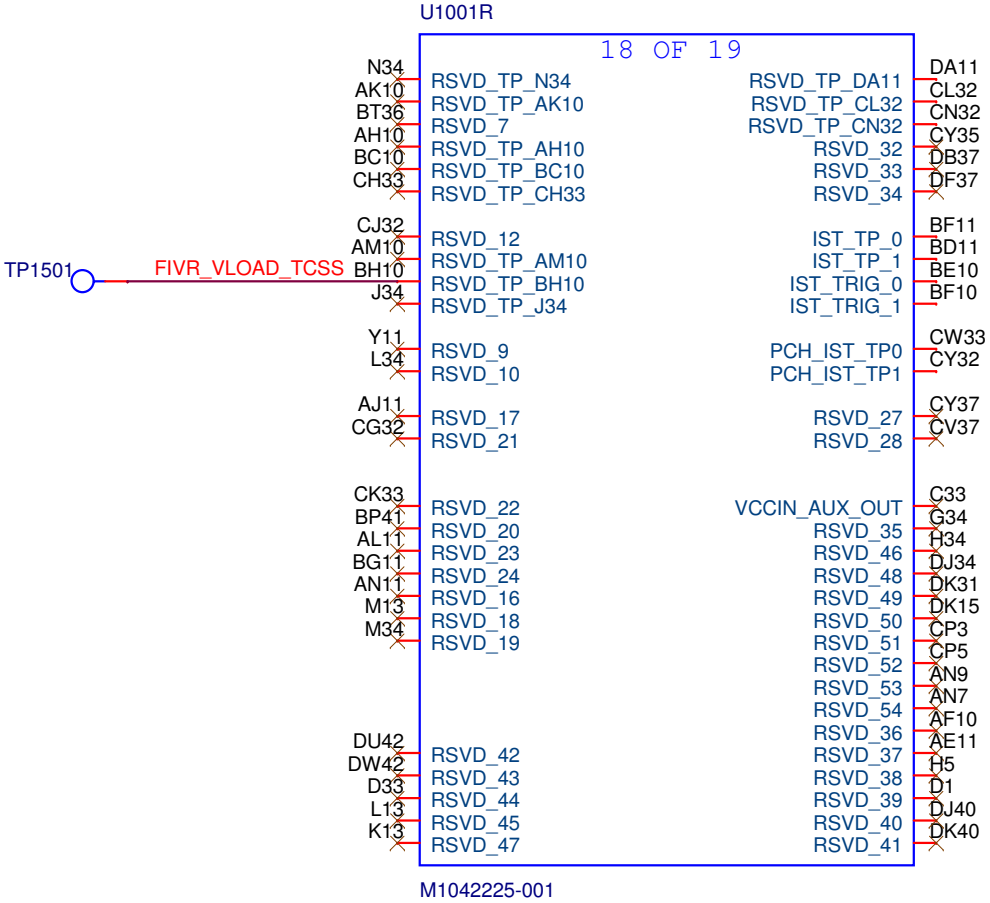 U1001R
18 OF 19
N34 RSVD_TP_N34 RSVD_TP_DA11 DA11
AK10 RSVD_TP_AK10 RSVD_TP_CL32 CL32
BT36 RSVD_7 RSVD_TP_CN32 CN32
AH10 RSVD_TP_AH10 RSVD_32 CY35
BC10 RSVD_TP_BC10 RSVD_33 DB37
CH33 RSVD_TP_CH33 RSVD_34 DF37
CJ32 RSVD_12 IST_TP_0 BF11
AM10 RSVD_TP_AM10 IST_TP_1 BD11
TP1501 FIVR_VLOAD_TCSS BH10 RSVD_TP_BH10 IST_TRIG_0 BE10
J34 RSVD_TP_J34 IST_TRIG_1 BF10
Y11 RSVD_9 PCH_IST_TP0 CW33
L34 RSVD_10 PCH_IST_TP1 CY32
AJ11 RSVD_17 RSVD_27 CY37
CG32 RSVD_21 RSVD_28 CV37
CK33 RSVD_22 VCCIN_AUX_OUT C33
BP41 RSVD_20 RSVD_35 G34
AL11 RSVD_23 RSVD_46 H34
BG11 RSVD_24 RSVD_48 DJ34
AN11 RSVD_16 RSVD_49 DK31
M13 RSVD_18 RSVD_50 DK15
M34 RSVD_19 RSVD_51 CP3
RSVD_52 CP5
RSVD_53 AN9
RSVD_54 AN7
RSVD_36 AF10
DU42 RSVD_42 RSVD_37 AE11
DW42 RSVD_43 RSVD_38 H5
D33 RSVD_44 RSVD_39 D1
L13 RSVD_45 RSVD_40 DJ40
K13 RSVD_47 RSVD_41 DK40
M1042225-001